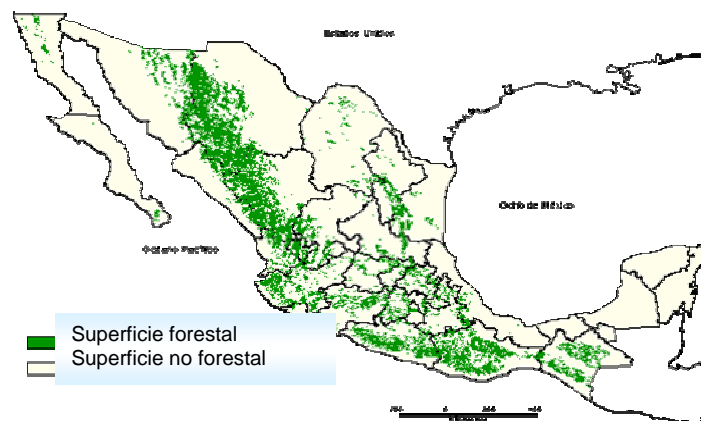 Estados Unidos
Golfo de México
Océano Pacífico
Superficie forestal
Superficie no forestal